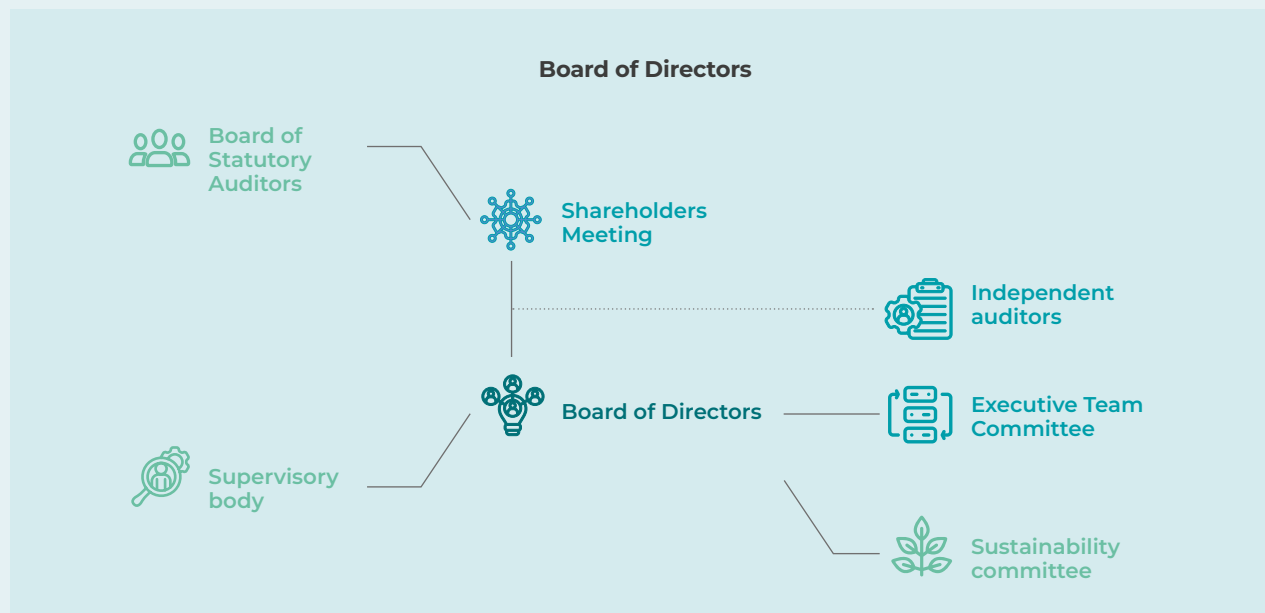 Board of Directors
Board of
Statutory
Auditors
Shareholders
Meeting
Independent
auditors
Board of Directors
Executive Team
Committee
Supervisory
body
Sustainability
committee